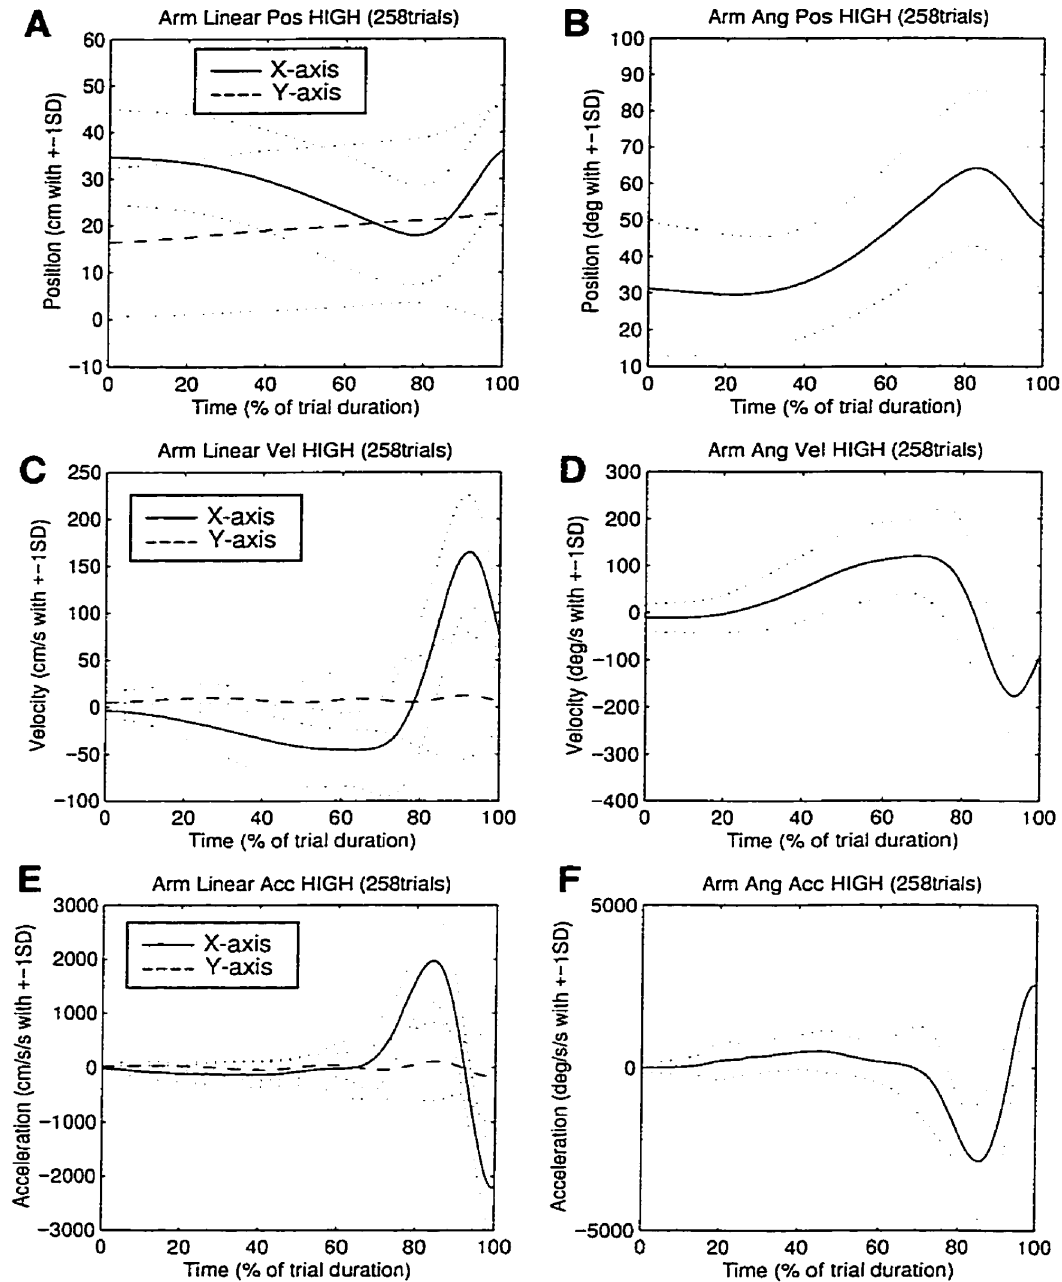 A
Arm Linear Pos HIGH (258trials)
60
50
40
30
20
10
0
−10
X-axis
Y-axis
Position (cm with +−1SD)
0 20 40 60 80 100
Time (% of trial duration)
B
Arm Ang Pos HIGH (258trials)
100
90
80
70
60
50
40
30
20
10
Position (deg with +−1SD)
0 20 40 60 80 100
Time (% of trial duration)
C
Arm Linear Vel HIGH (258trials)
250
200
150
100
50
0
−50
−100
X-axis
Y-axis
Velocity (cm/s with +−1SD)
0 20 40 60 80 100
Time (% of trial duration)
D
Arm Ang Vel HIGH (258trials)
300
200
100
0
−100
−200
−300
−400
Velocity (deg/s with +−1SD)
0 20 40 60 80 100
Time (% of trial duration)
E
Arm Linear Acc HIGH (258trials)
3000
2000
1000
0
−1000
−2000
−3000
X-axis
Y-axis
Acceleration (cm/s/s with +−1SD)
0 20 40 60 80 100
Time (% of trial duration)
F
Arm Ang Acc HIGH (258trials)
5000
0
−5000
Acceleration (deg/s/s with +−1SD)
0 20 40 60 80 100
Time (% of trial duration)